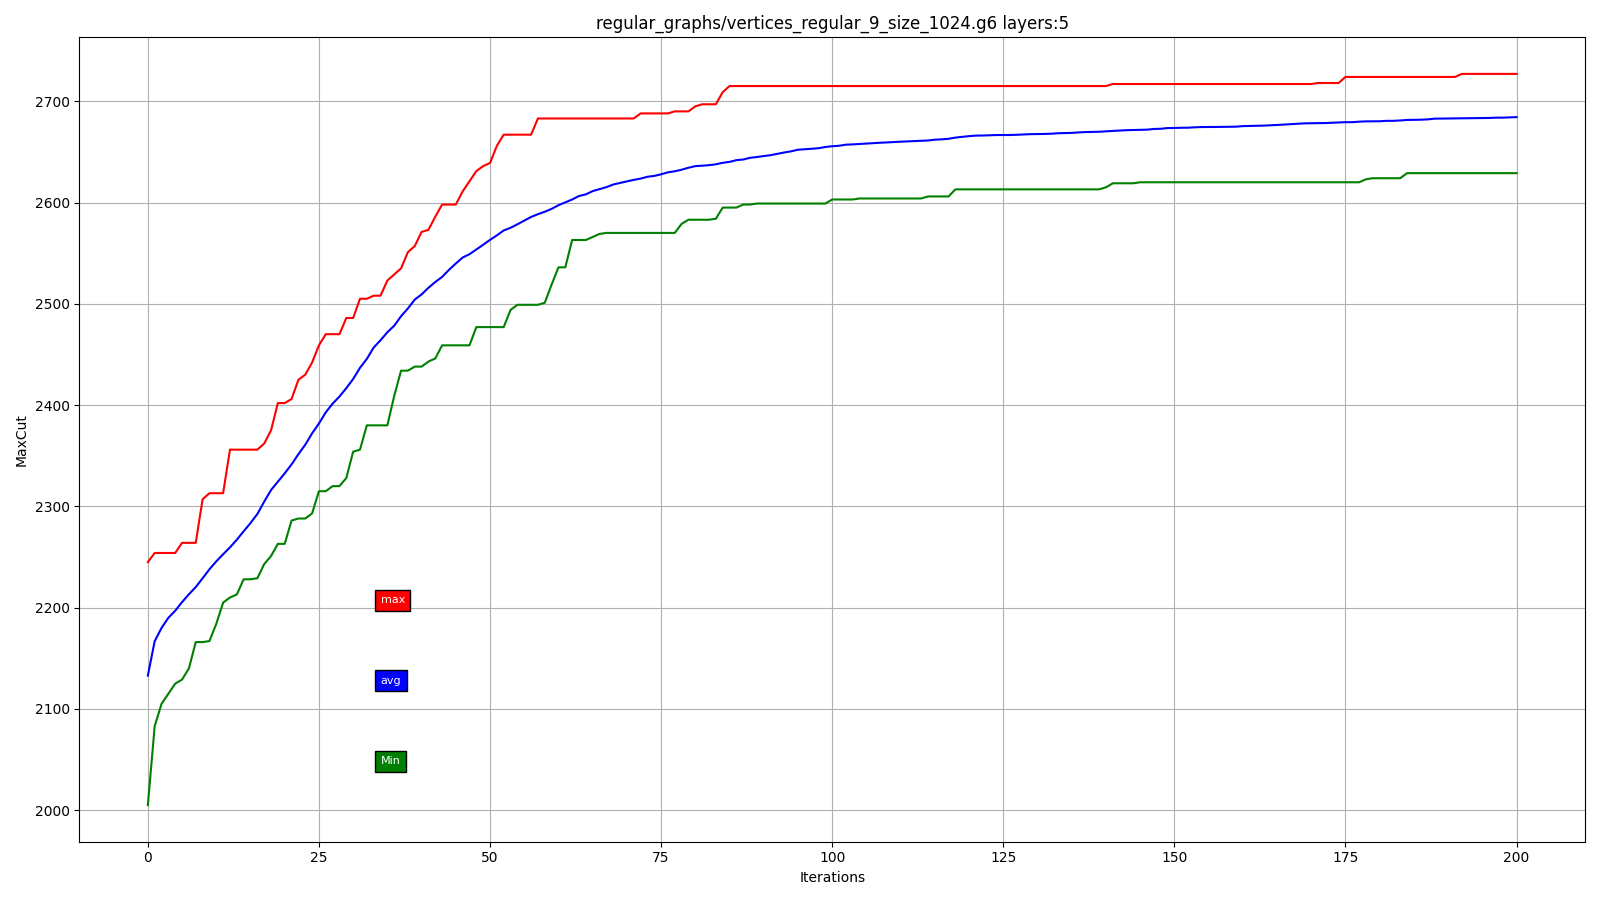 regular_graphs/vertices_regular_9_size_1024.g6 layers:5
MaxCut
2700
2600
2500
2400
2300
2200
2100
2000
max
avg
Min
0 25 50 75 100 125 150 175 200
Iterations